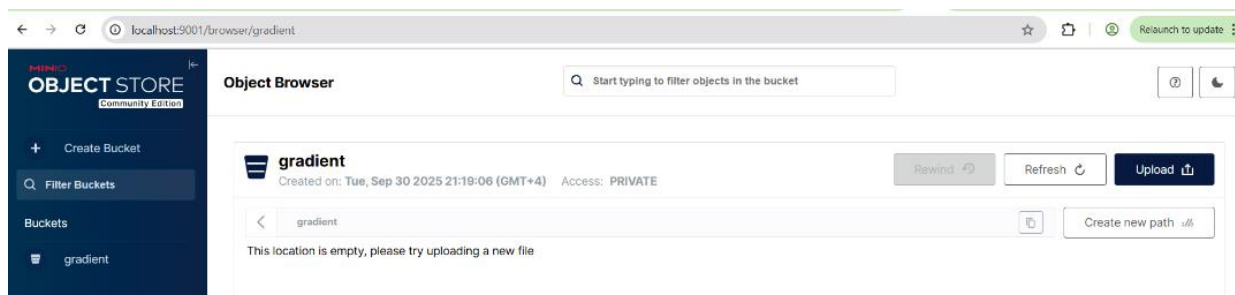 localhost:9001/browser/gradient
Relaunch to update
MINIO
OBJECT STORE
Community Edition
Object Browser
Start typing to filter objects in the bucket
Create Bucket
Filter Buckets
Buckets
gradient
gradient
Created on: Tue, Sep 30 2025 21:19:06 (GMT+4) Access: PRIVATE
Rewind
Refresh
Upload
gradient
Create new path
This location is empty, please try uploading a new file